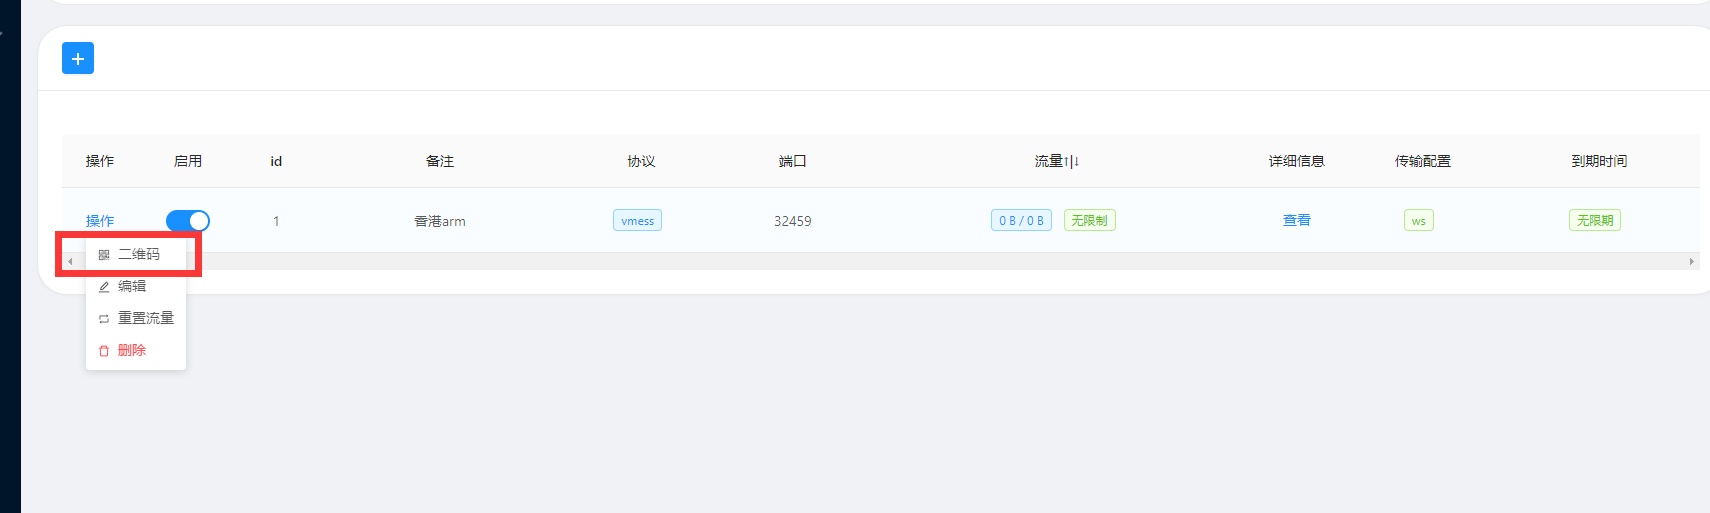 操作 启用 id 备注 协议 端口 流量↑|↓ 详细信息 传输配置 到期时间
操作 1 香港arm vmess 32459 0 B / 0 B 无限制 查看 ws 无限期
二维码
编辑
重置流量
删除